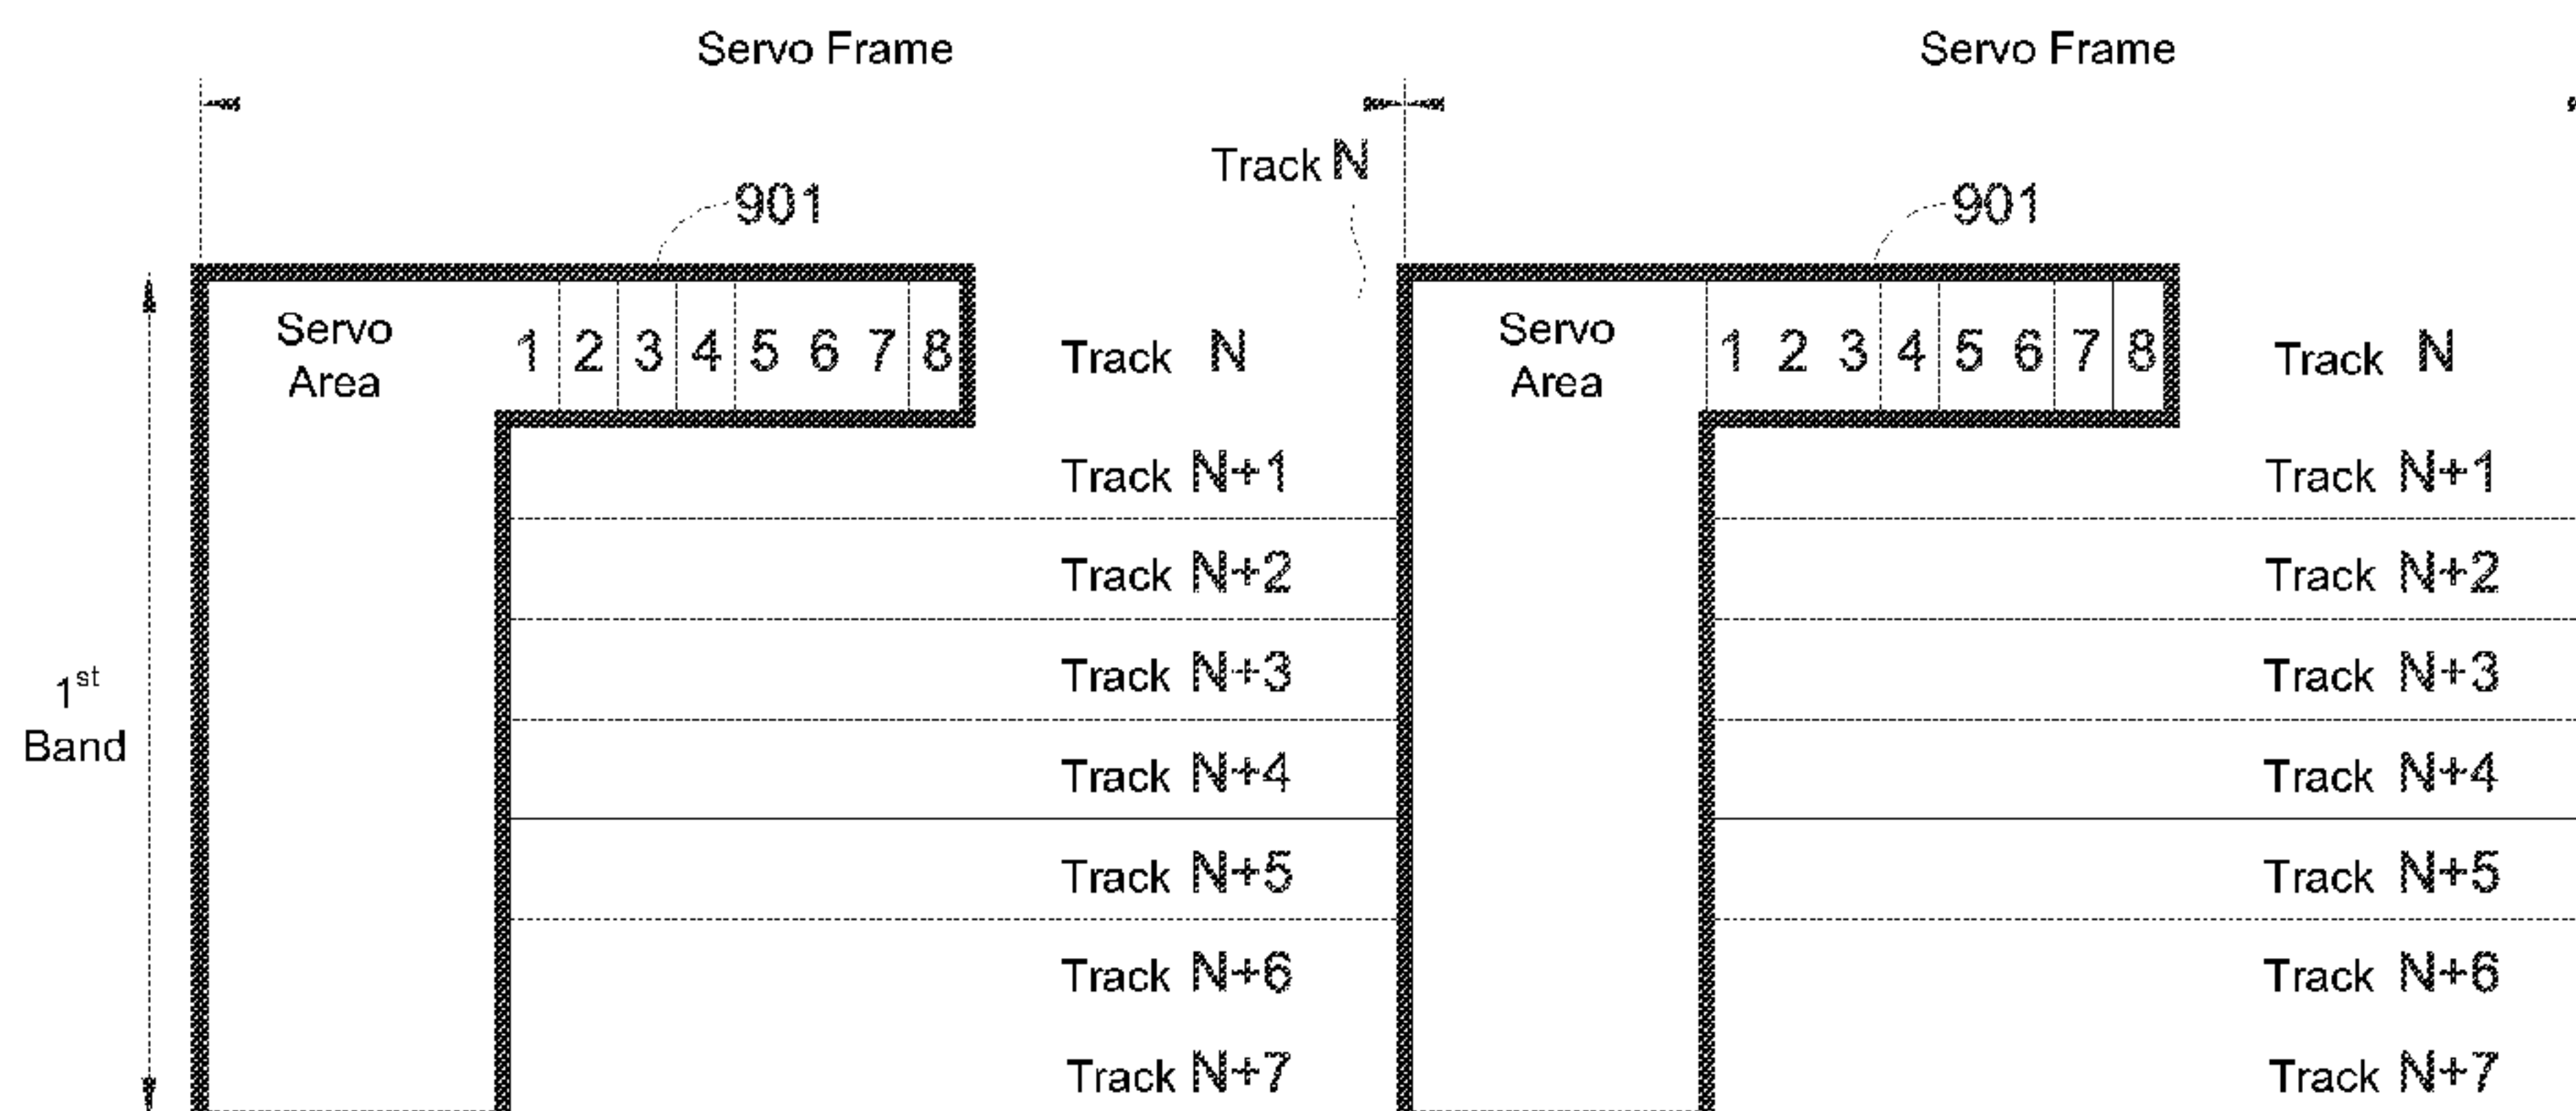 Servo Frame Servo Frame
Track N
901 901
Servo Area 1 2 3 4 5 6 7 8 Track N Servo Area 1 2 3 4 5 6 7 8 Track N
Track N+1 Track N+1
Track N+2 Track N+2
1st Band Track N+3 Track N+3
Track N+4 Track N+4
Track N+5 Track N+5
Track N+6 Track N+6
Track N+7 Track N+7